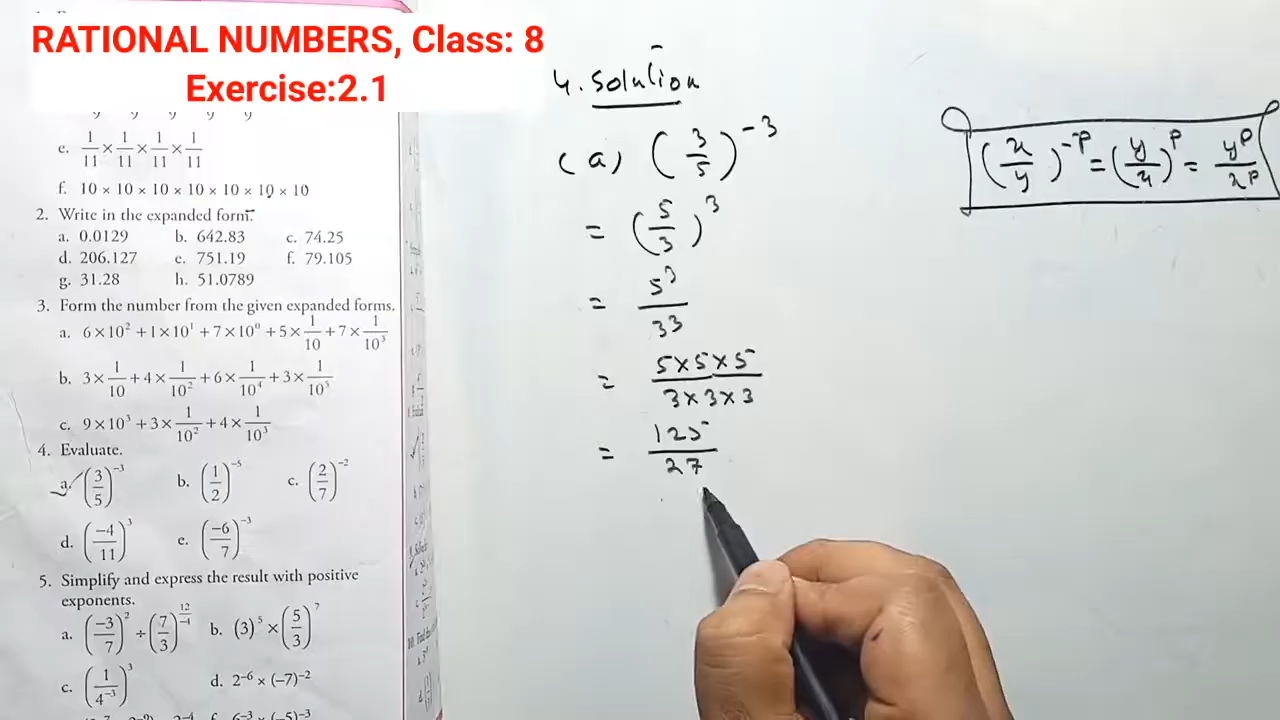 RATIONAL NUMBERS, Class: 8
Exercise:2.1
e. 1/11 × 1/11 × 1/11 × 1/11
f. 10 × 10 × 10 × 10 × 10 × 10 × 10
2. Write in the expanded form.
a. 0.0129 b. 642.83 c. 74.25
d. 206.127 e. 751.19 f. 79.105
g. 31.28 h. 51.0789
3. Form the number from the given expanded forms.
a. 6×10² + 1×10¹ + 7×10⁰ + 5× 1/10 + 7× 1/10³
b. 3× 1/10 + 4× 1/10² + 6× 1/10⁴ + 3× 1/10⁵
c. 9×10³ + 3× 1/10² + 4× 1/10³
4. Evaluate.
a. (3/5)⁻³ b. (1/2)⁻⁵ c. (2/7)⁻²
d. (-4/11)³ e. (-6/7)⁻³
5. Simplify and express the result with positive
exponents.
a. (-3/7)² ÷ (7/3)^(12/-4) b. (3)⁵ × (5/3)⁷
c. (1/4⁻³)³ d. 2⁻⁶ × (–7)⁻²
4. Solution
(a) (3/5)⁻³
= (5/3)³
= 5³/3³
= 5×5×5/3×3×3
= 125/27
(x/y)^-p = (y/x)^p = y^p/x^p